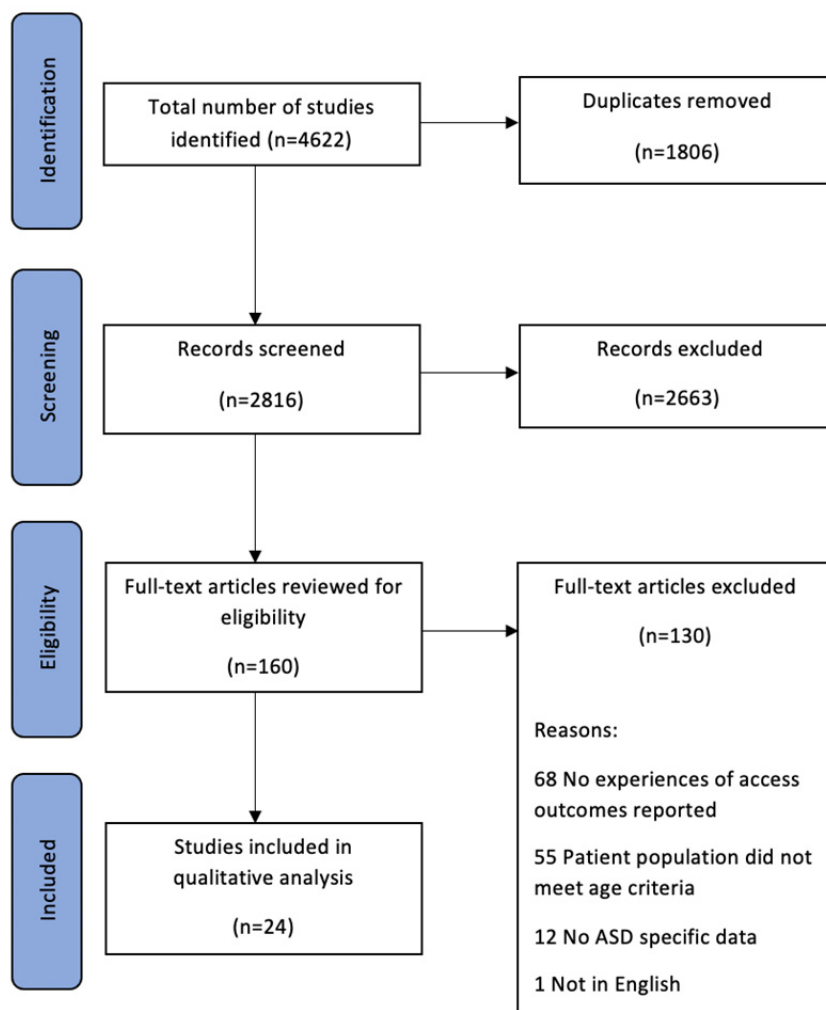 Identification
Total number of studies
identified (n=4622)
Duplicates removed
(n=1806)
Screening
Records screened
(n=2816)
Records excluded
(n=2663)
Eligibility
Full-text articles reviewed for
eligibility
(n=160)
Full-text articles excluded
(n=130)
Reasons:
68 No experiences of access
outcomes reported
55 Patient population did not
meet age criteria
12 No ASD specific data
1 Not in English
Included
Studies included in
qualitative analysis
(n=24)